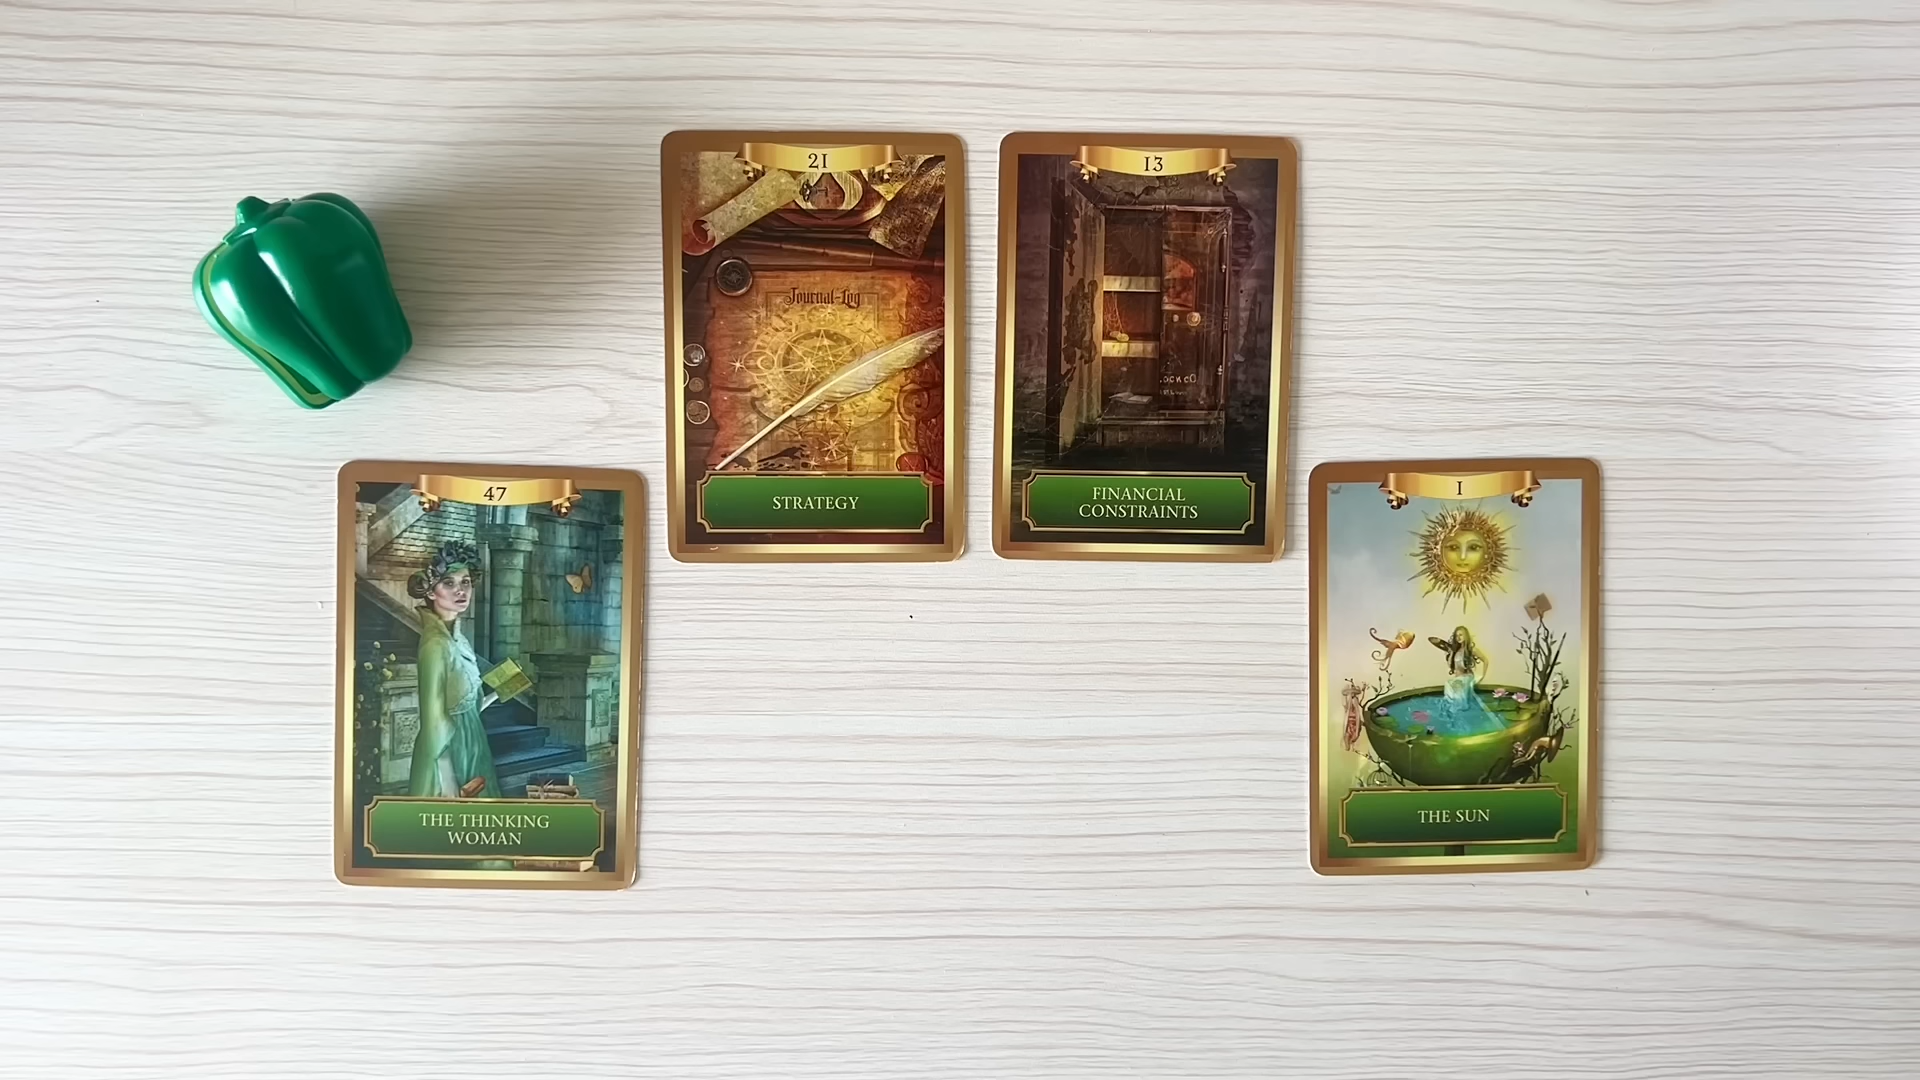 21
Journal-Log
STRATEGY
13
FINANCIAL
CONSTRAINTS
47
THE THINKING
WOMAN
I
THE SUN